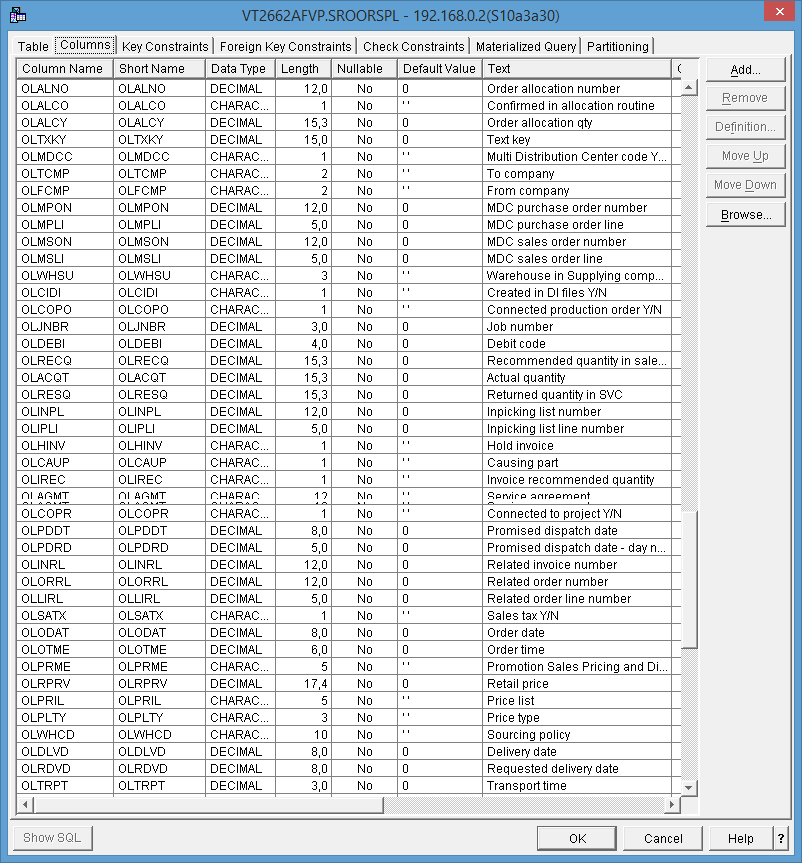 VT2662AFVP.SROORSPL - 192.168.0.2(S10a3a30)
Table Columns Key Constraints Foreign Key Constraints Check Constraints Materialized Query Partitioning
Column Name Short Name Data Type Length Nullable Default Value Text
OLALNO OLALNO DECIMAL 12,0 No 0 Order allocation number
OLALCO OLALCO CHARAC... 1 No ' ' Confirmed in allocation routine
OLALCY OLALCY DECIMAL 15,3 No 0 Order allocation qty
OLTXKY OLTXKY DECIMAL 15,0 No 0 Text key
OLMDCC OLMDCC CHARAC... 1 No ' ' Multi Distribution Center code Y...
OLTCMP OLTCMP CHARAC... 2 No ' ' To company
OLFCMP OLFCMP CHARAC... 2 No ' ' From company
OLMPON OLMPON DECIMAL 12,0 No 0 MDC purchase order number
OLMPLI OLMPLI DECIMAL 5,0 No 0 MDC purchase order line
OLMSON OLMSON DECIMAL 12,0 No 0 MDC sales order number
OLMSLI OLMSLI DECIMAL 5,0 No 0 MDC sales order line
OLWHSU OLWHSU CHARAC... 3 No ' ' Warehouse in Supplying comp...
OLCIDI OLCIDI CHARAC... 1 No ' ' Created in DI files Y/N
OLCOPO OLCOPO CHARAC... 1 No ' ' Connected production order Y/N
OLJNBR OLJNBR DECIMAL 3,0 No 0 Job number
OLDEBI OLDEBI DECIMAL 4,0 No 0 Debit code
OLRECQ OLRECQ DECIMAL 15,3 No 0 Recommended quantity in sale...
OLACQT OLACQT DECIMAL 15,3 No 0 Actual quantity
OLRESQ OLRESQ DECIMAL 15,3 No 0 Returned quantity in SVC
OLINPL OLINPL DECIMAL 12,0 No 0 Inpicking list number
OLIPLI OLIPLI DECIMAL 5,0 No 0 Inpicking list line number
OLHINV OLHINV CHARAC... 1 No ' ' Hold invoice
OLCAUP OLCAUP CHARAC... 1 No ' ' Causing part
OLIREC OLIREC CHARAC... 1 No ' ' Invoice recommended quantity
OLAGMT OLAGMT CHARAC 12 No ' ' Service agreement
OLCOPR OLCOPR CHARAC... 1 No ' ' Connected to project Y/N
OLPDDT OLPDDT DECIMAL 8,0 No 0 Promised dispatch date
OLPDRD OLPDRD DECIMAL 5,0 No 0 Promised dispatch date - day n...
OLINRL OLINRL DECIMAL 12,0 No 0 Related invoice number
OLORRL OLORRL DECIMAL 12,0 No 0 Related order number
OLLIRL OLLIRL DECIMAL 5,0 No 0 Related order line number
OLSATX OLSATX CHARAC... 1 No ' ' Sales tax Y/N
OLODAT OLODAT DECIMAL 8,0 No 0 Order date
OLOTME OLOTME DECIMAL 6,0 No 0 Order time
OLPRME OLPRME CHARAC... 5 No ' ' Promotion Sales Pricing and Di...
OLRPRV OLRPRV DECIMAL 17,4 No 0 Retail price
OLPRIL OLPRIL CHARAC... 5 No ' ' Price list
OLPLTY OLPLTY CHARAC... 3 No ' ' Price type
OLWHCD OLWHCD CHARAC... 10 No ' ' Sourcing policy
OLDLVD OLDLVD DECIMAL 8,0 No 0 Delivery date
OLRDVD OLRDVD DECIMAL 8,0 No 0 Requested delivery date
OLTRPT OLTRPT DECIMAL 3,0 No 0 Transport time
Add...
Remove
Definition...
Move Up
Move Down
Browse...
Show SQL OK Cancel Help ?